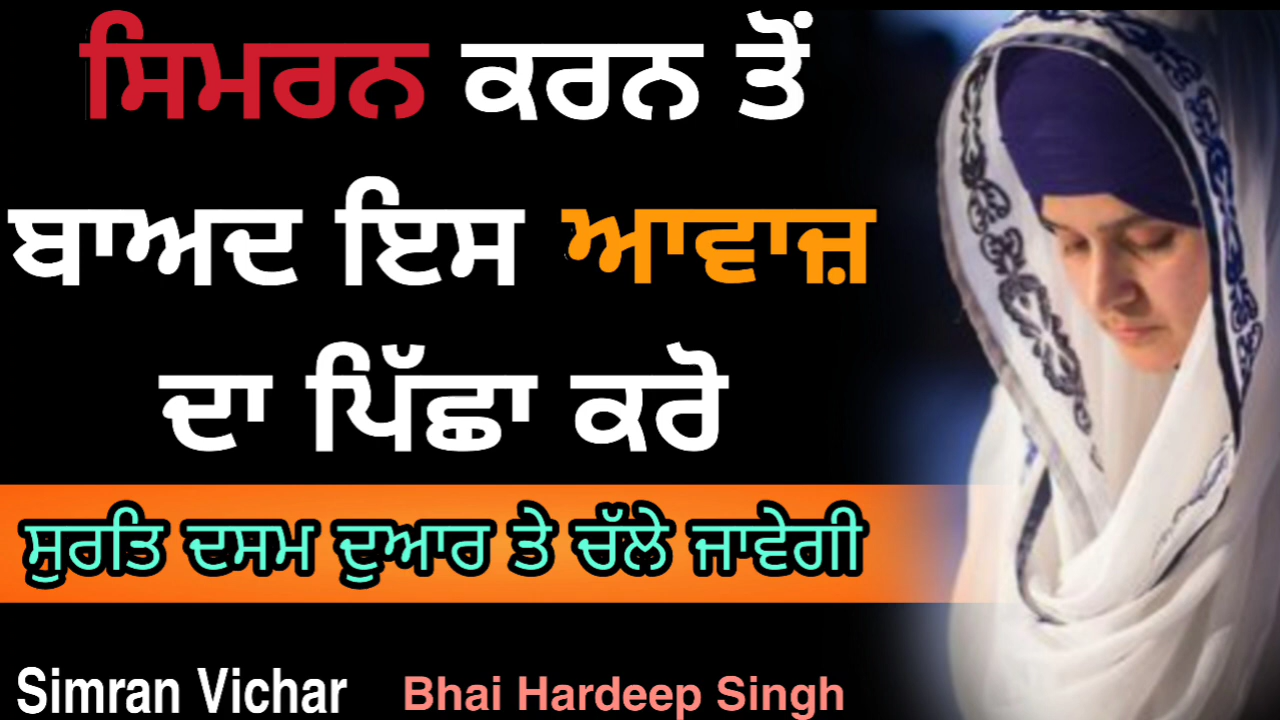 ਸਿਮਰਨ ਕਰਨ ਤੋਂ
ਬਾਅਦ ਇਸ ਆਵਾਜ਼
ਦਾ ਪਿੱਛਾ ਕਰੋ
ਸੁਰਤਿ ਦਸਮ ਦੁਆਰ ਤੇ ਚੱਲੇ ਜਾਵੇਗੀ
Simran Vichar Bhai Hardeep Singh